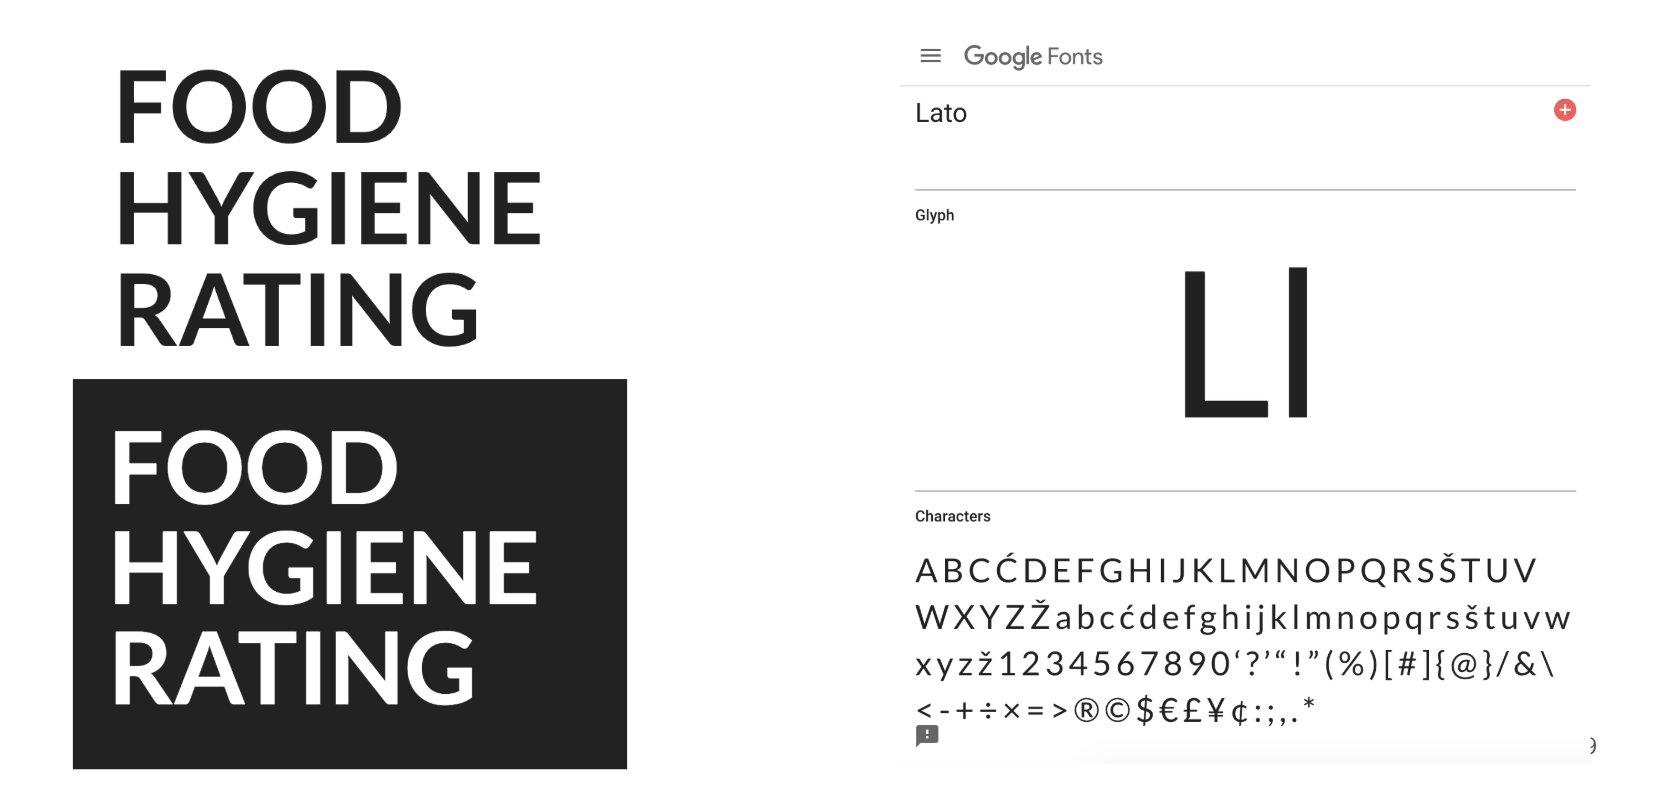 FOOD
HYGIENE
RATING
FOOD
HYGIENE
RATING
Google Fonts
Lato
Glyph
Ll
Characters
ABCĆDEFGHIJKLMNOPQRSŠTUV
WXYZŽabcćdefghijklmnopqrsštuvw
xyzž1234567890‘?’“!”(%)[#]{@}/&\
<-+÷×=>®©$€£¥¢:;,.*